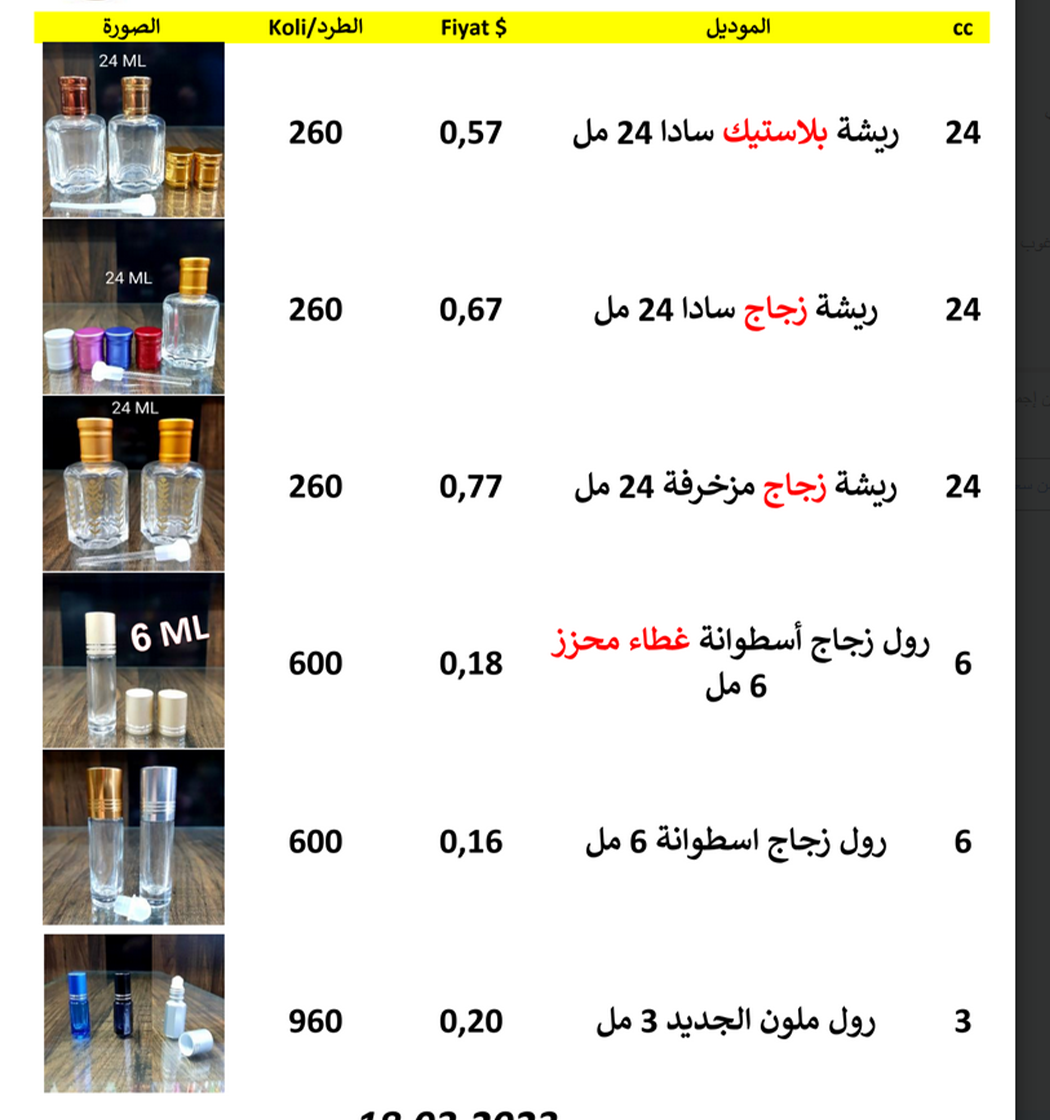 cc الموديل Fiyat $ Koli/الطرد الصورة
24 ML
24 ريشة بلاستيك سادا 24 مل 0,57 260
24 ML
24 ريشة زجاج سادا 24 مل 0,67 260
24 ML
24 ريشة زجاج مزخرفة 24 مل 0,77 260
6 ML
رول زجاج أسطوانة غطاء محزز
6 0,18 600
6 مل
6 رول زجاج اسطوانة 6 مل 0,16 600
3 رول ملون الجديد 3 مل 0,20 960